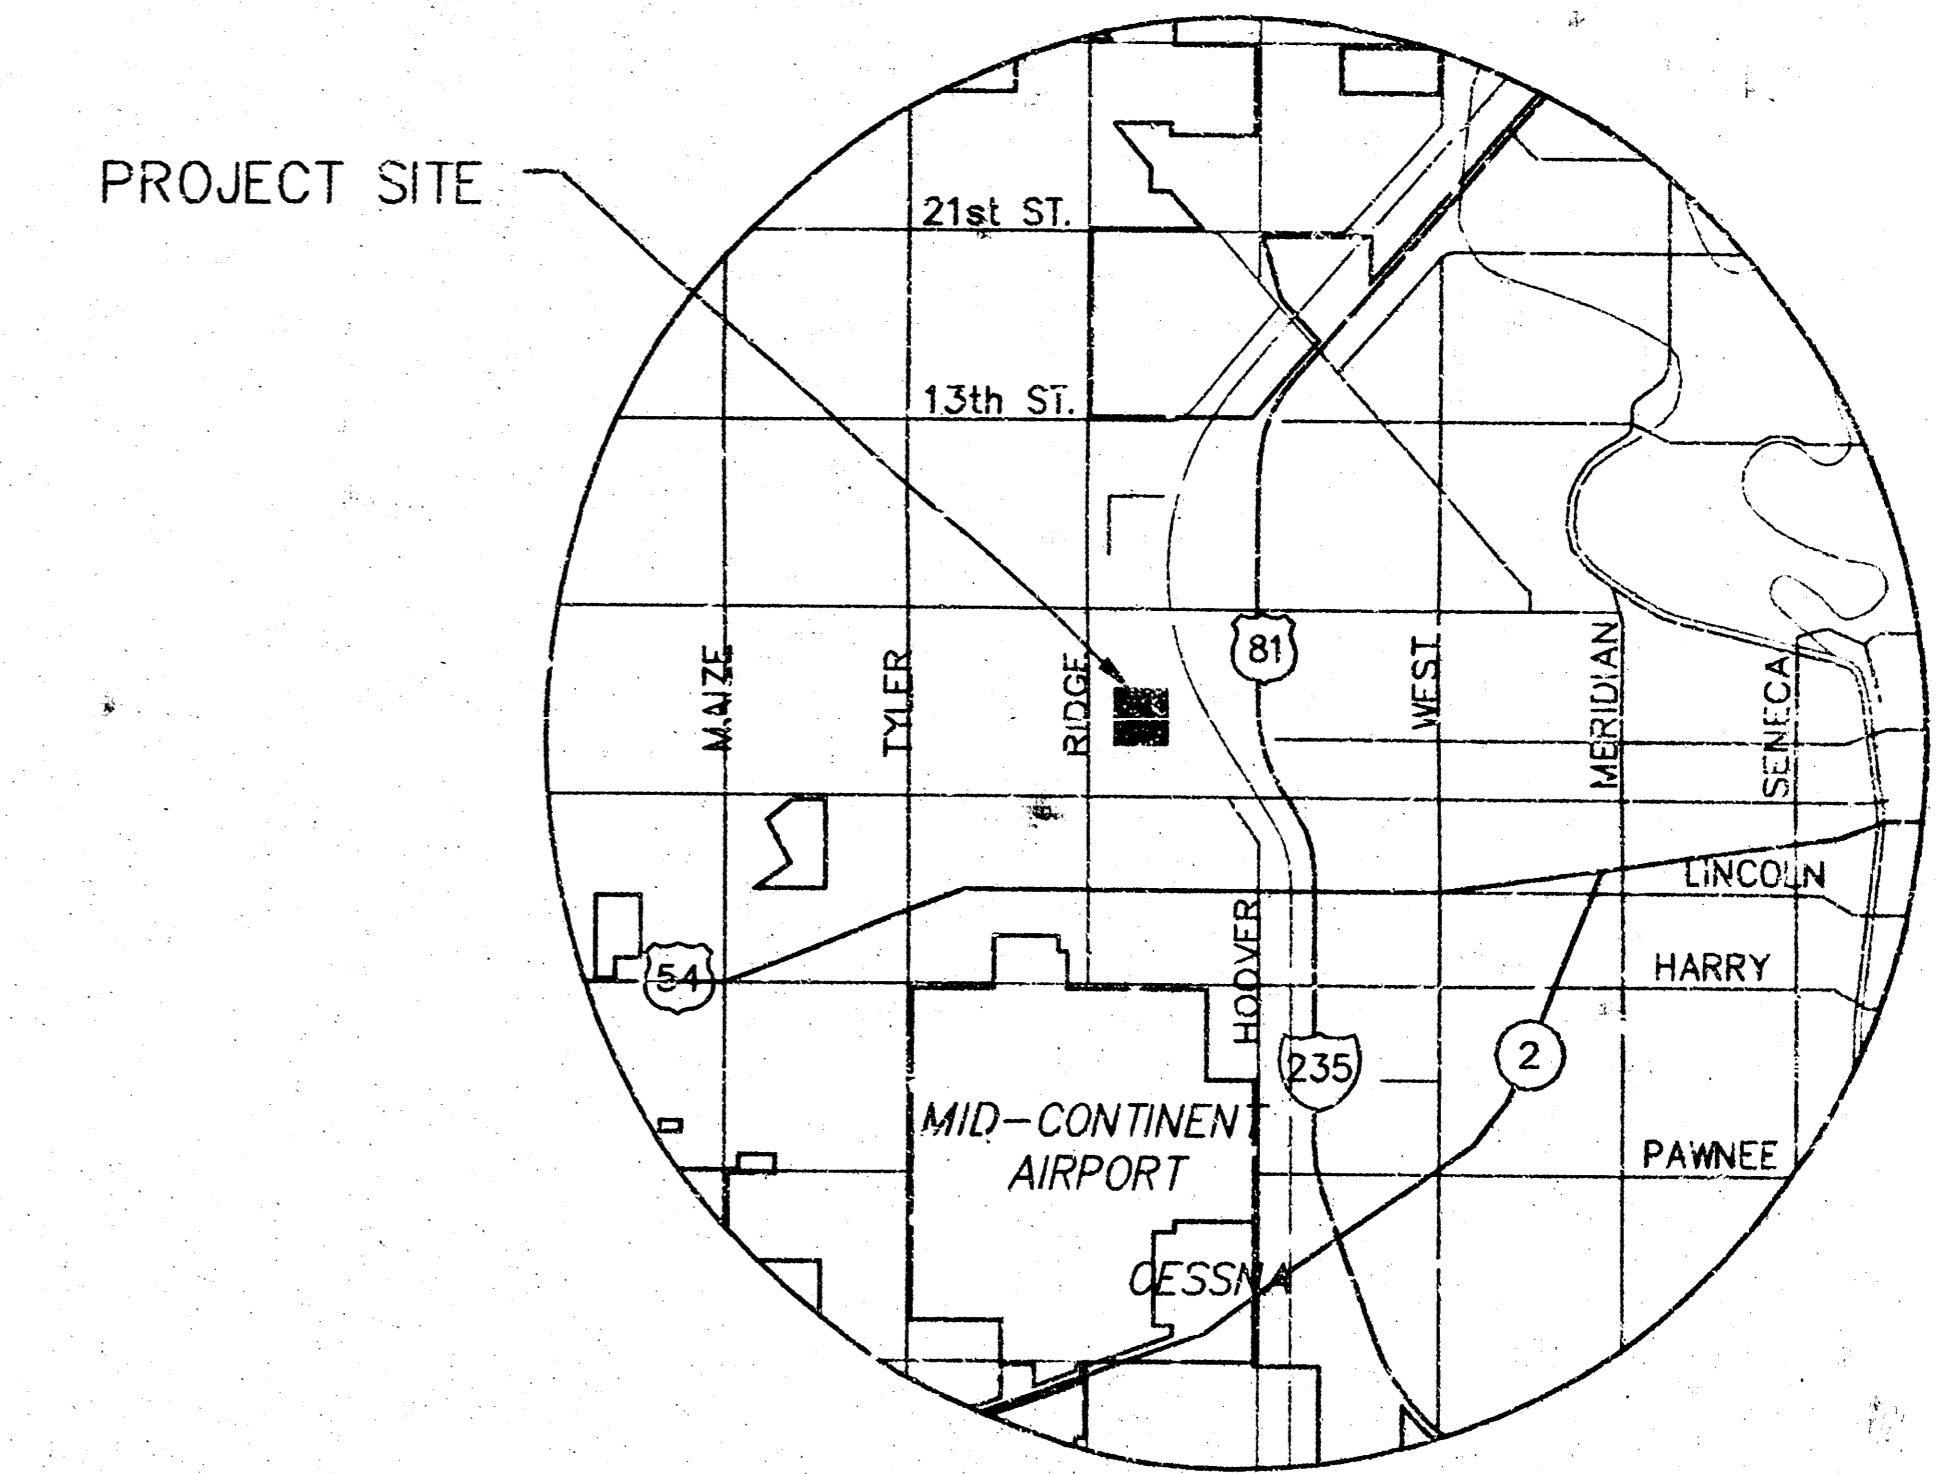 PROJECT SITE
21st ST.
13th ST.
MAIZE
TYLER
RIDGE
81
WEST
MERIDIAN
SENECA
LINCOLN
54
HOOVER
HARRY
235
2
MID-CONTINENT
AIRPORT
PAWNEE
CESSNA